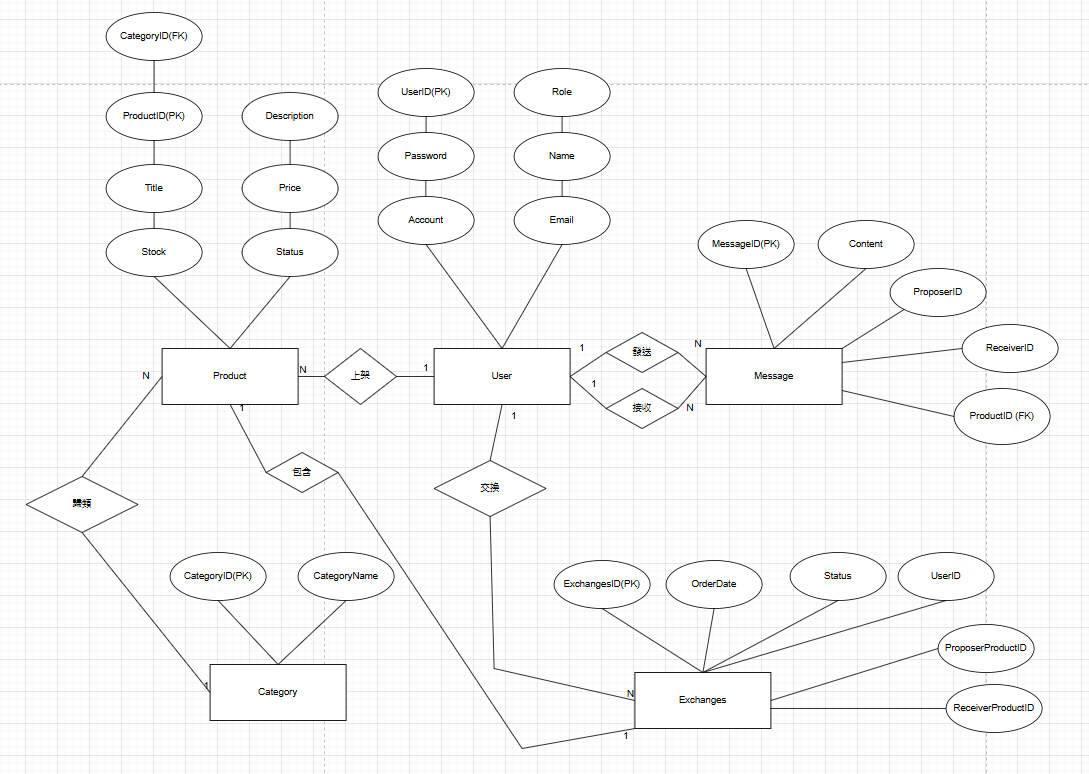 CategoryID(FK)
ProductID(PK)
Description
Title
Price
Stock
Status
UserID(PK)
Role
Password
Name
Account
Email
MessageID(PK)
Content
ProposerID
ReceiverID
ProductID (FK)
Product
N
上架
1
User
1
發送
N
Message
1
接收
N
N
1
1
包含
交換
歸類
CategoryID(PK)
CategoryName
1
Category
ExchangesID(PK)
OrderDate
Status
UserID
ProposerProductID
ReceiverProductID
N
Exchanges
1